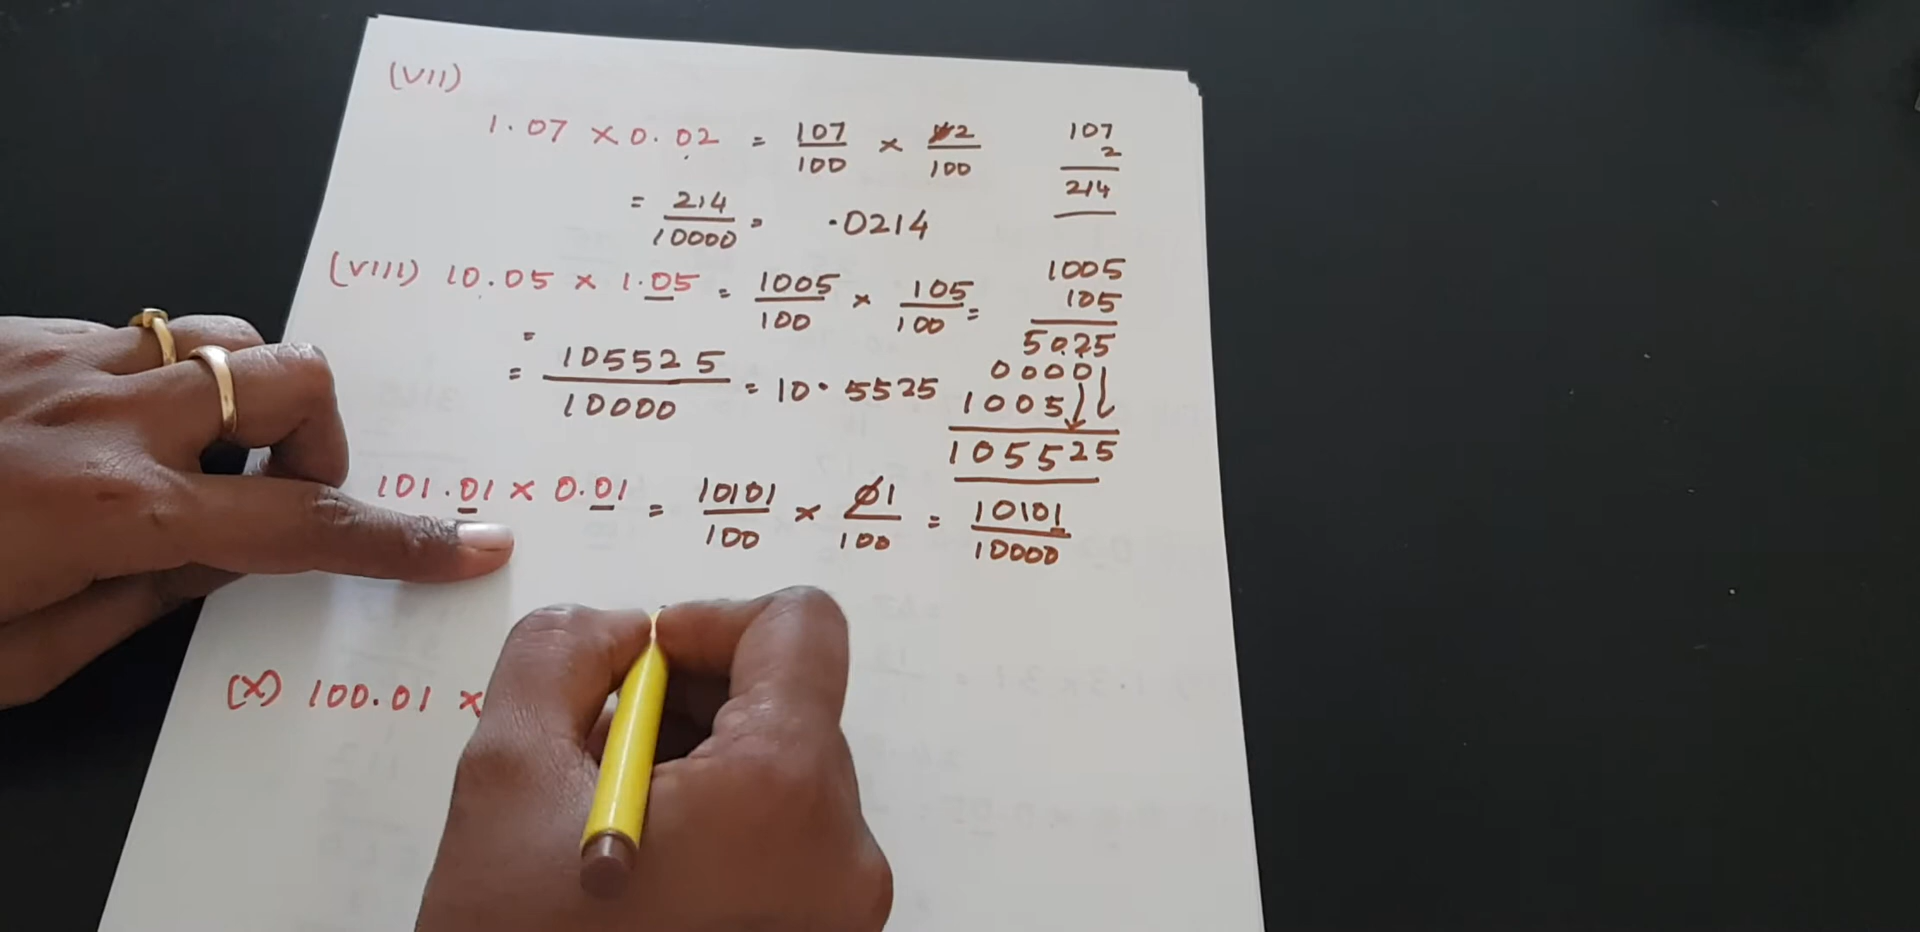 (VII)
1.07 × 0.02 = 107/100 × 2/100
= 214/10000 = .0214
107
2
214
(VIII) 10.05 × 1.05 = 1005/100 × 105/100 =
= 105525/10000 = 10.5525
1005
105
5025
0000
1005
105525
101.01 × 0.01 = 10101/100 × 01/100 = 10101/10000
(X) 100.01 ×